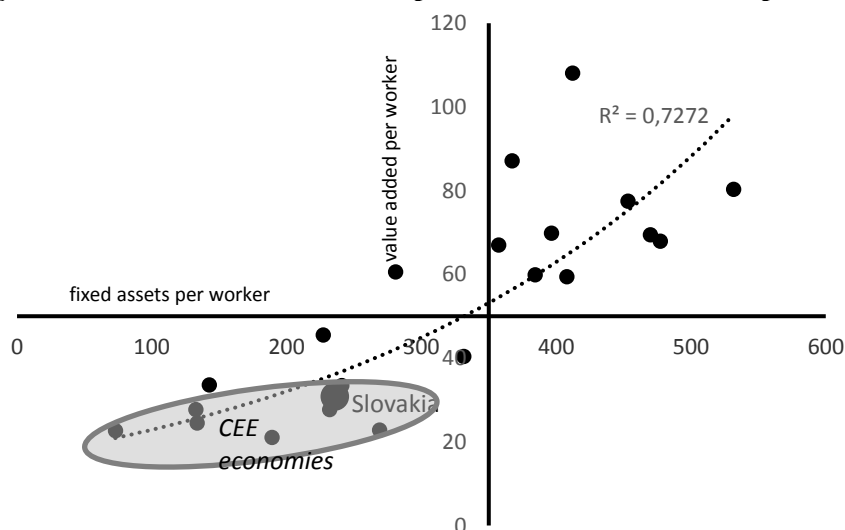 120
100
R² = 0,7272
value added per worker
80
60
fixed assets per worker
0 100 200 300 400 500 600
40
Slovakia
CEE
economies
20
0